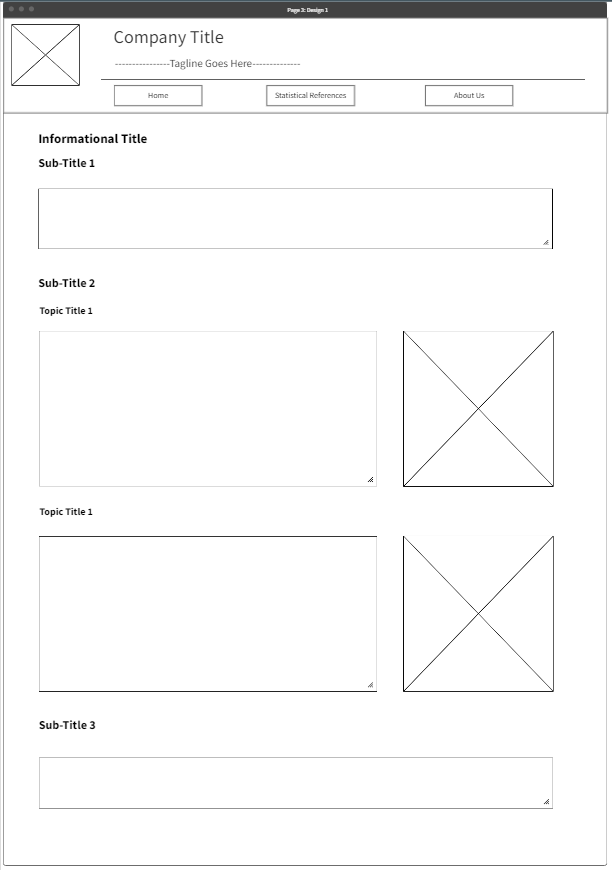 Page 3: Design 1
Company Title
----------------Tagline Goes Here--------------
Home
Statistical References
About Us
Informational Title
Sub-Title 1
Sub-Title 2
Topic Title 1
Topic Title 1
Sub-Title 3